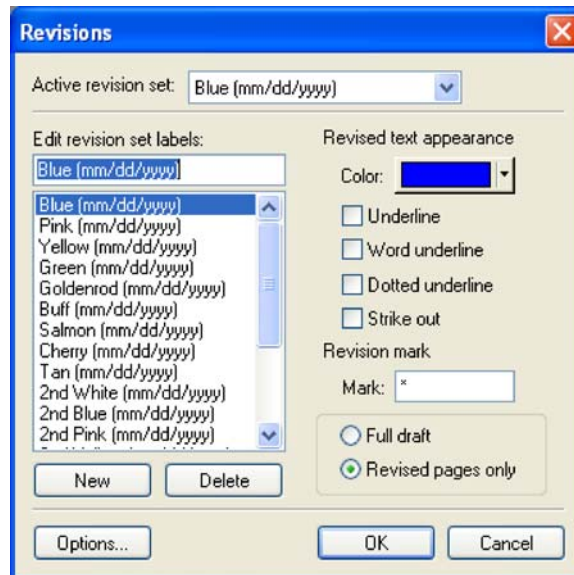 Revisions
Active revision set: Blue (mm/dd/yyyy)
Edit revision set labels:
Blue (mm/dd/yyyy)
Blue (mm/dd/yyyy)
Pink (mm/dd/yyyy)
Yellow (mm/dd/yyyy)
Green (mm/dd/yyyy)
Goldenrod (mm/dd/yyyy)
Buff (mm/dd/yyyy)
Salmon (mm/dd/yyyy)
Cherry (mm/dd/yyyy)
Tan (mm/dd/yyyy)
2nd White (mm/dd/yyyy)
2nd Blue (mm/dd/yyyy)
2nd Pink (mm/dd/yyyy)
New Delete
Revised text appearance
Color:
Underline
Word underline
Dotted underline
Strike out
Revision mark
Mark: *
Full draft
Revised pages only
Options... OK Cancel